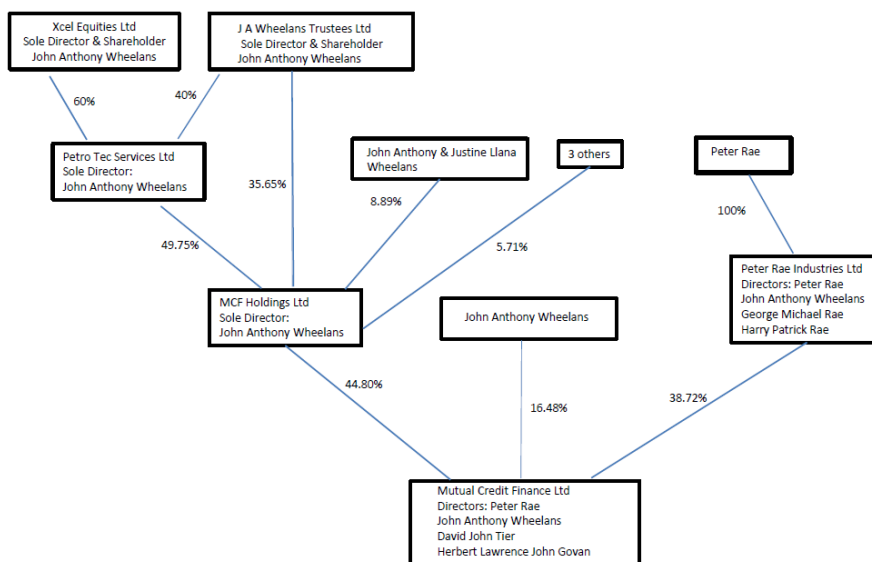 Xcel Equities Ltd
Sole Director & Shareholder
John Anthony Wheelans
J A Wheelans Trustees Ltd
Sole Director & Shareholder
John Anthony Wheelans
60%
40%
Petro Tec Services Ltd
Sole Director:
John Anthony Wheelans
35.65%
John Anthony & Justine Llana
Wheelans
3 others
Peter Rae
8.89%
100%
49.75%
5.71%
MCF Holdings Ltd
Sole Director:
John Anthony Wheelans
John Anthony Wheelans
Peter Rae Industries Ltd
Directors: Peter Rae
John Anthony Wheelans
George Michael Rae
Harry Patrick Rae
44.80%
16.48%
38.72%
Mutual Credit Finance Ltd
Directors: Peter Rae
John Anthony Wheelans
David John Tier
Herbert Lawrence John Govan